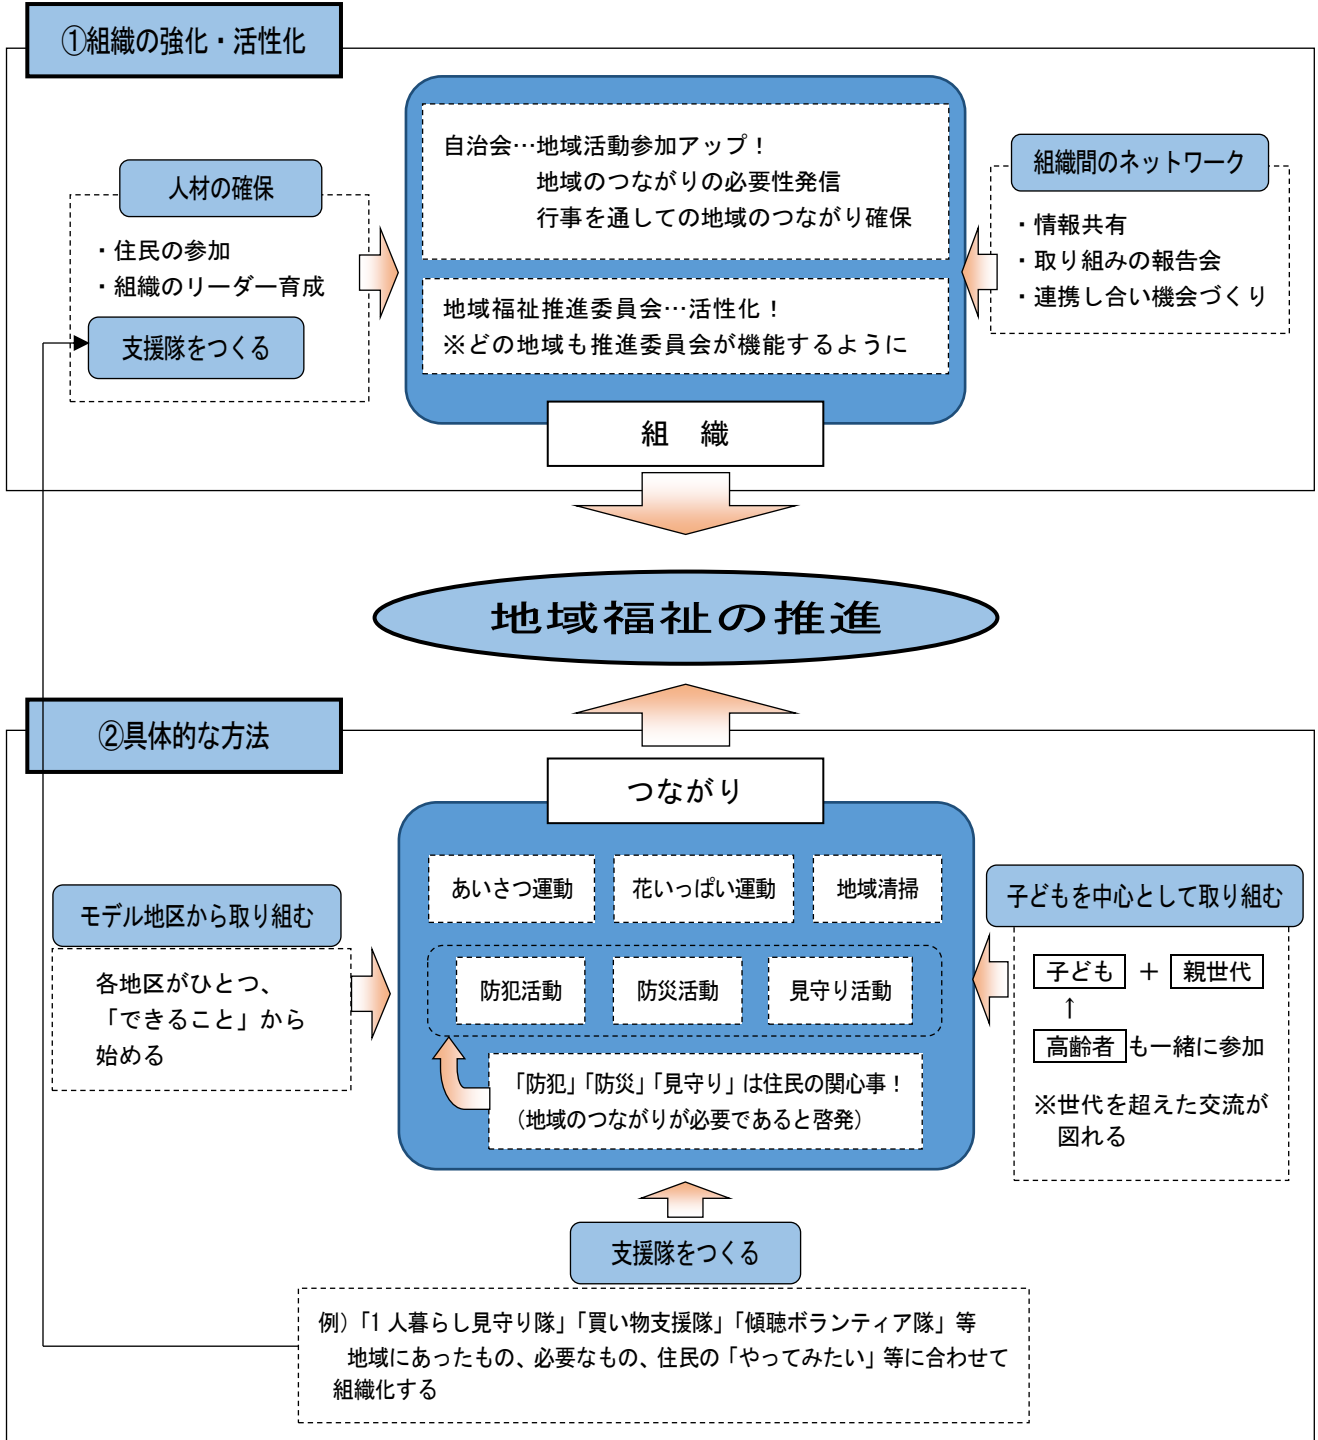 ①組織の強化・活性化
自治会…地域活動参加アップ！
地域のつながりの必要性発信
行事を通しての地域のつながり確保
人材の確保
・住民の参加
・組織のリーダー育成
支援隊をつくる
組織間のネットワーク
・情報共有
・取り組みの報告会
・連携し合い機会づくり
地域福祉推進委員会…活性化！
※どの地域も推進委員会が機能するように
組　織
地域福祉の推進
②具体的な方法
つながり
あいさつ運動
花いっぱい運動
地域清掃
モデル地区から取り組む
各地区がひとつ、
「できること」から
始める
防犯活動
防災活動
見守り活動
「防犯」「防災」「見守り」は住民の関心事！
（地域のつながりが必要であると啓発）
子どもを中心として取り組む
子ども ＋ 親世代
↑
高齢者 も一緒に参加
※世代を超えた交流が
図れる
支援隊をつくる
例）「1 人暮らし見守り隊」「買い物支援隊」「傾聴ボランティア隊」等
地域にあったもの、必要なもの、住民の「やってみたい」等に合わせて
組織化する